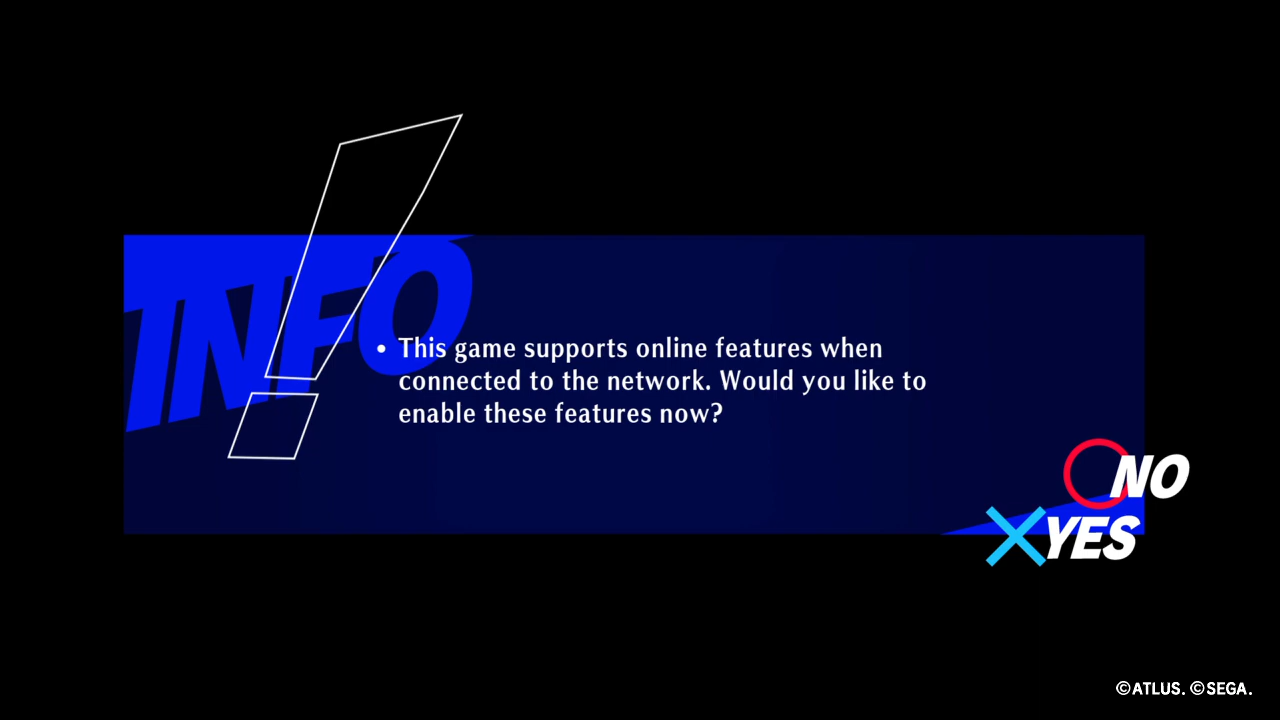 INFO
• This game supports online features when
connected to the network. Would you like to
enable these features now?
NO
YES
©ATLUS. ©SEGA.